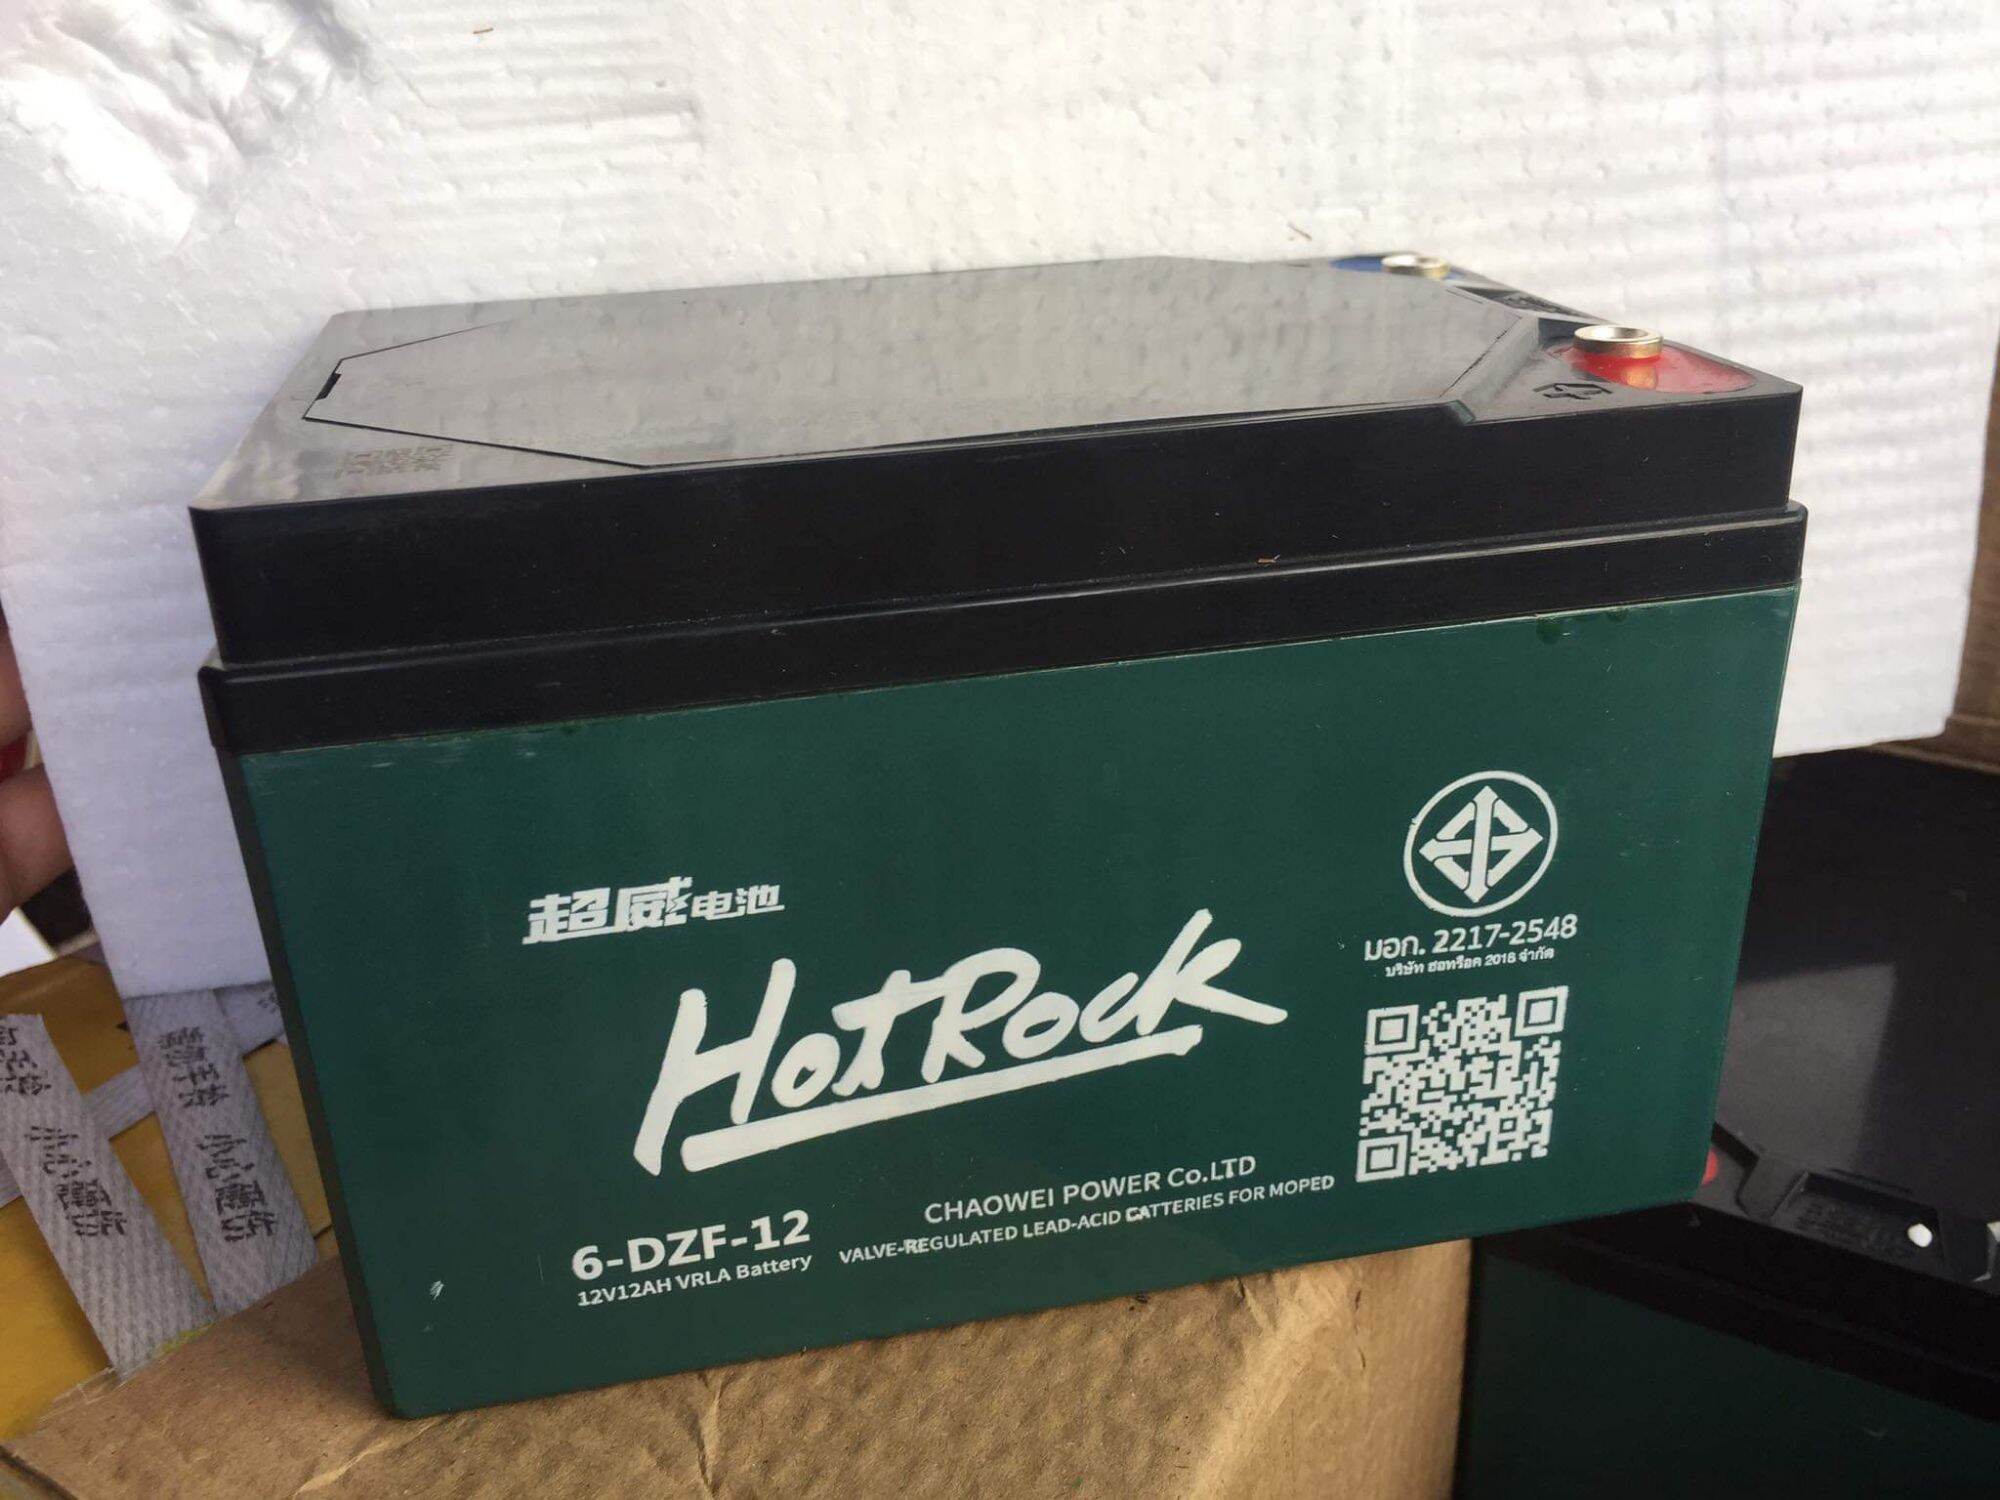 超威电池
HotRock
มอก. 2217-2548
บริษัท ฮอทร็อค 2018 จำกัด
CHAOWEI POWER Co.LTD
VALVE-REGULATED LEAD-ACID BATTERIES FOR MOPED
6-DZF-12
12V12AH VRLA Battery